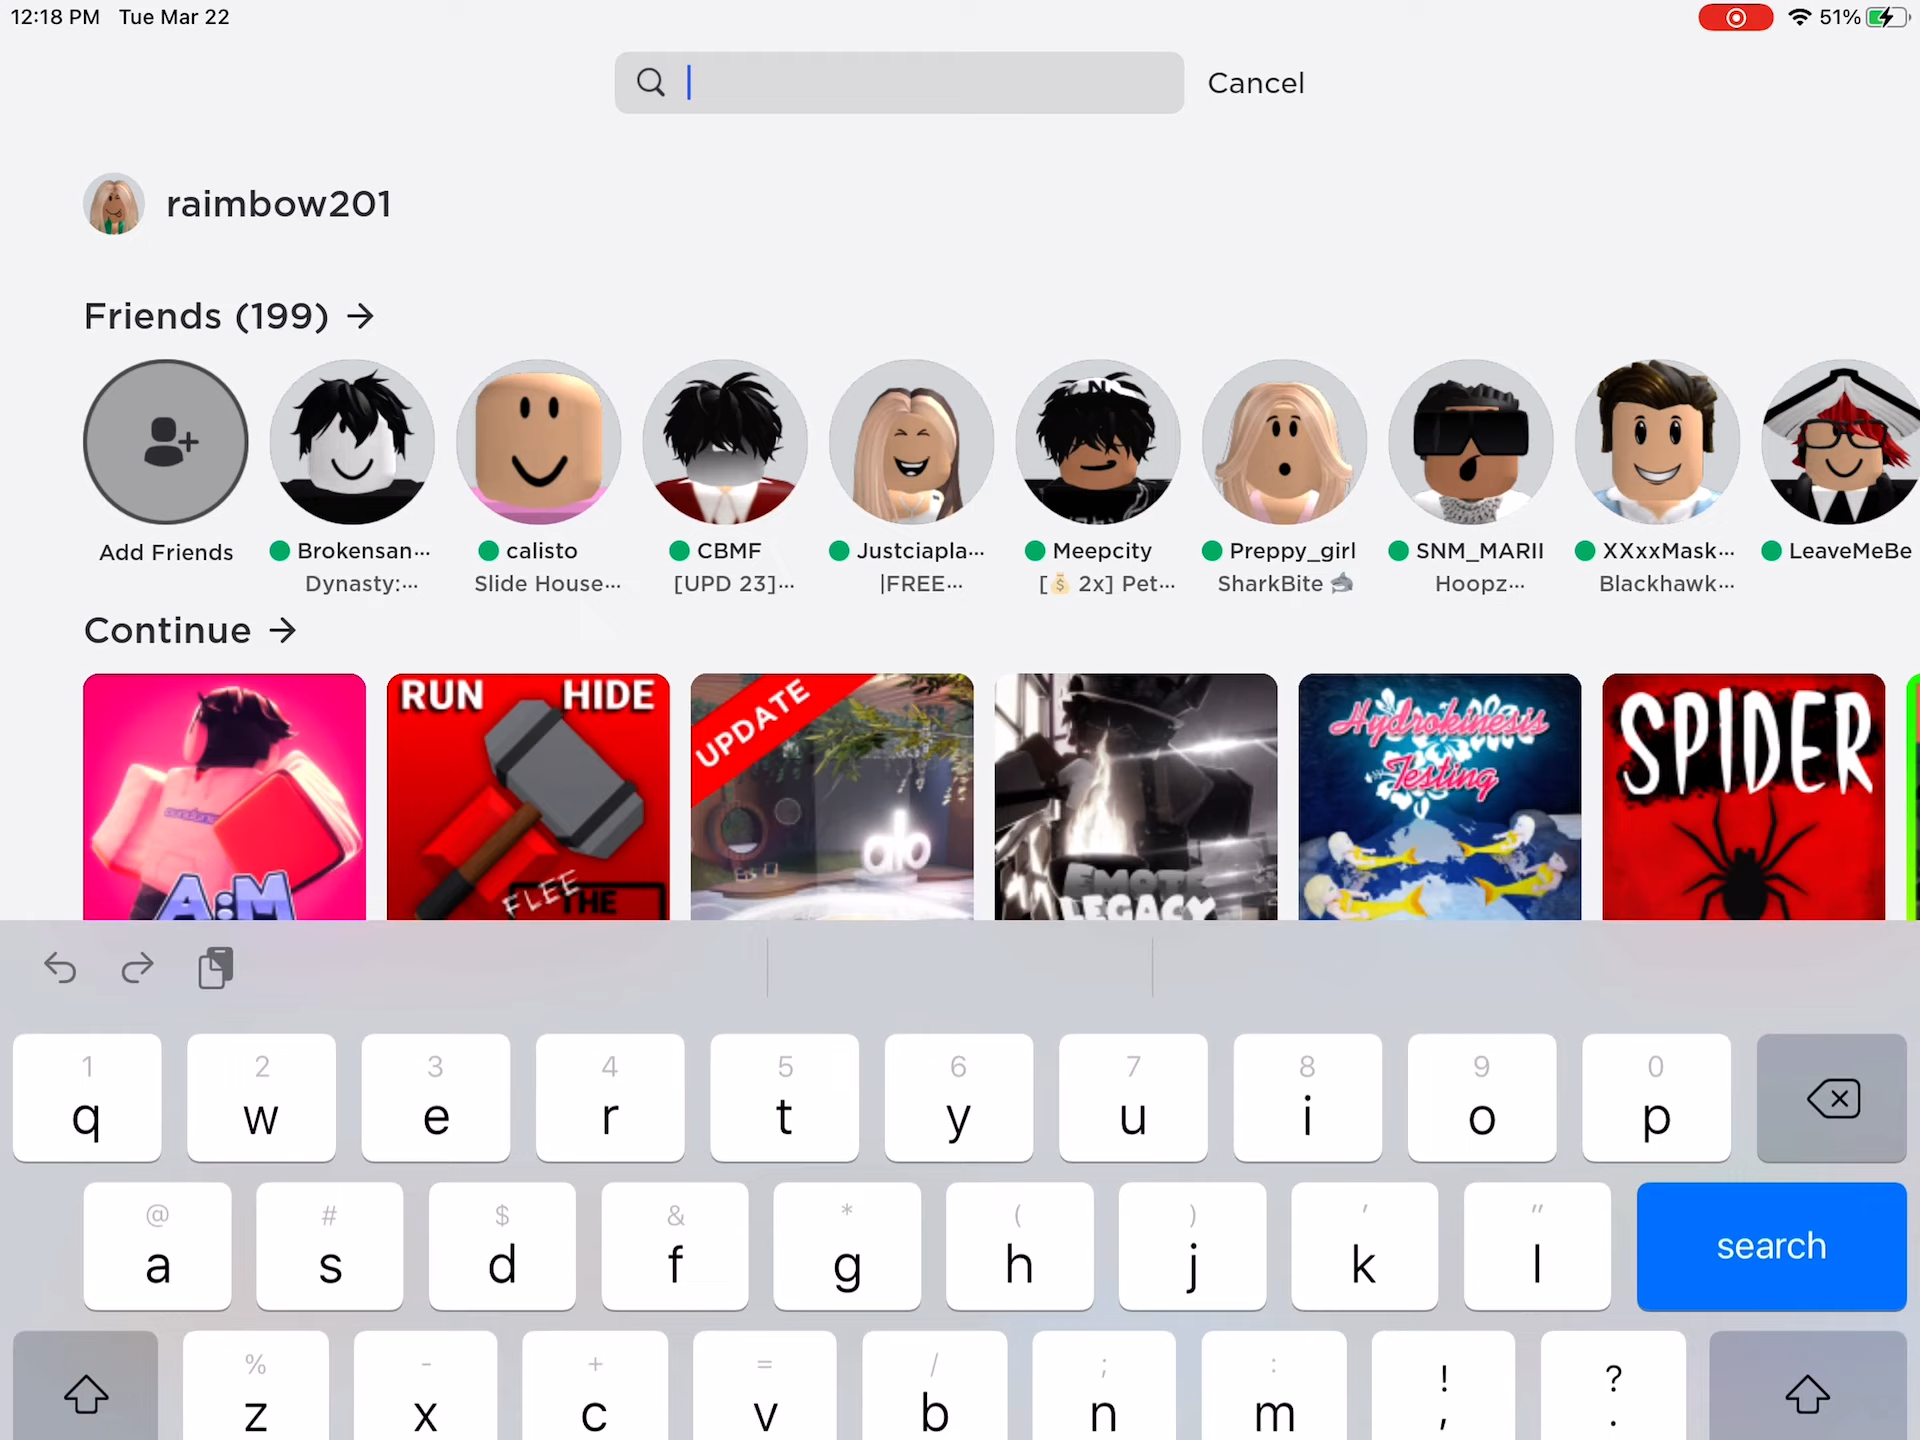 12:18 PM Tue Mar 22
51%
Cancel
raimbow201
Friends (199) →
Add Friends
Brokensan...
Dynasty:...
calisto
Slide House...
CBMF
[UPD 23]...
Justciapla...
|FREE...
Meepcity
[💰 2x] Pet...
Preppy_girl
SharkBite 🦈
SNM_MARII
Hoopz...
XXxxMask...
Blackhawk...
LeaveMeBe
Continue →
A:M
RUN HIDE
FLEE THE
UPDATE
dlb
EMOTE
LEGACY
Hydrokinesis
Testing
SPIDER
1 2 3 4 5 6 7 8 9 0
q w e r t y u i o p
@ # $ & * ( ) ' "
a s d f g h j k l search
% - + = / ; : ! ?
z x c v b n m , .